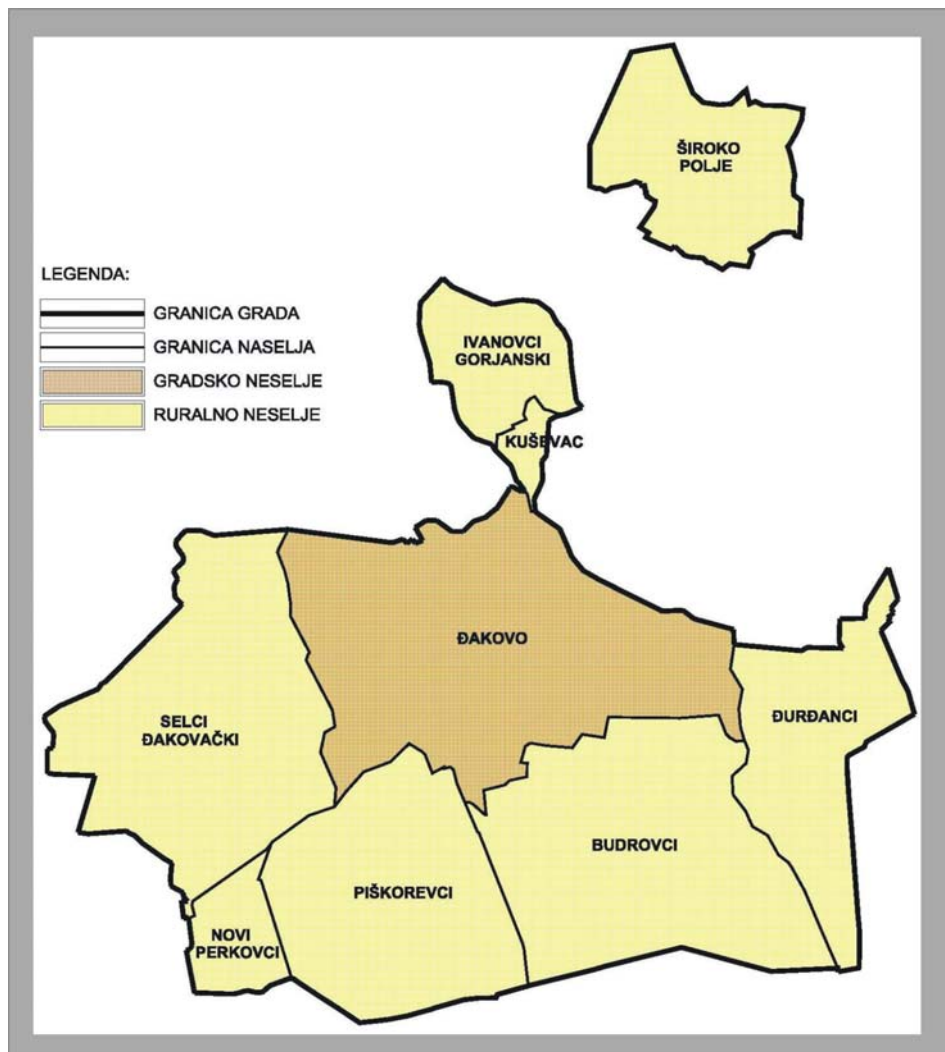 ŠIROKO
POLJE
LEGENDA:
GRANICA GRADA
GRANICA NASELJA
GRADSKO NESELJE
RURALNO NESELJE
IVANOVCI
GORJANSKI
KUŠEVAC
ĐAKOVO
SELCI
ĐAKOVAČKI
ĐURĐANCI
BUDROVCI
PIŠKOREVCI
NOVI
PERKOVCI